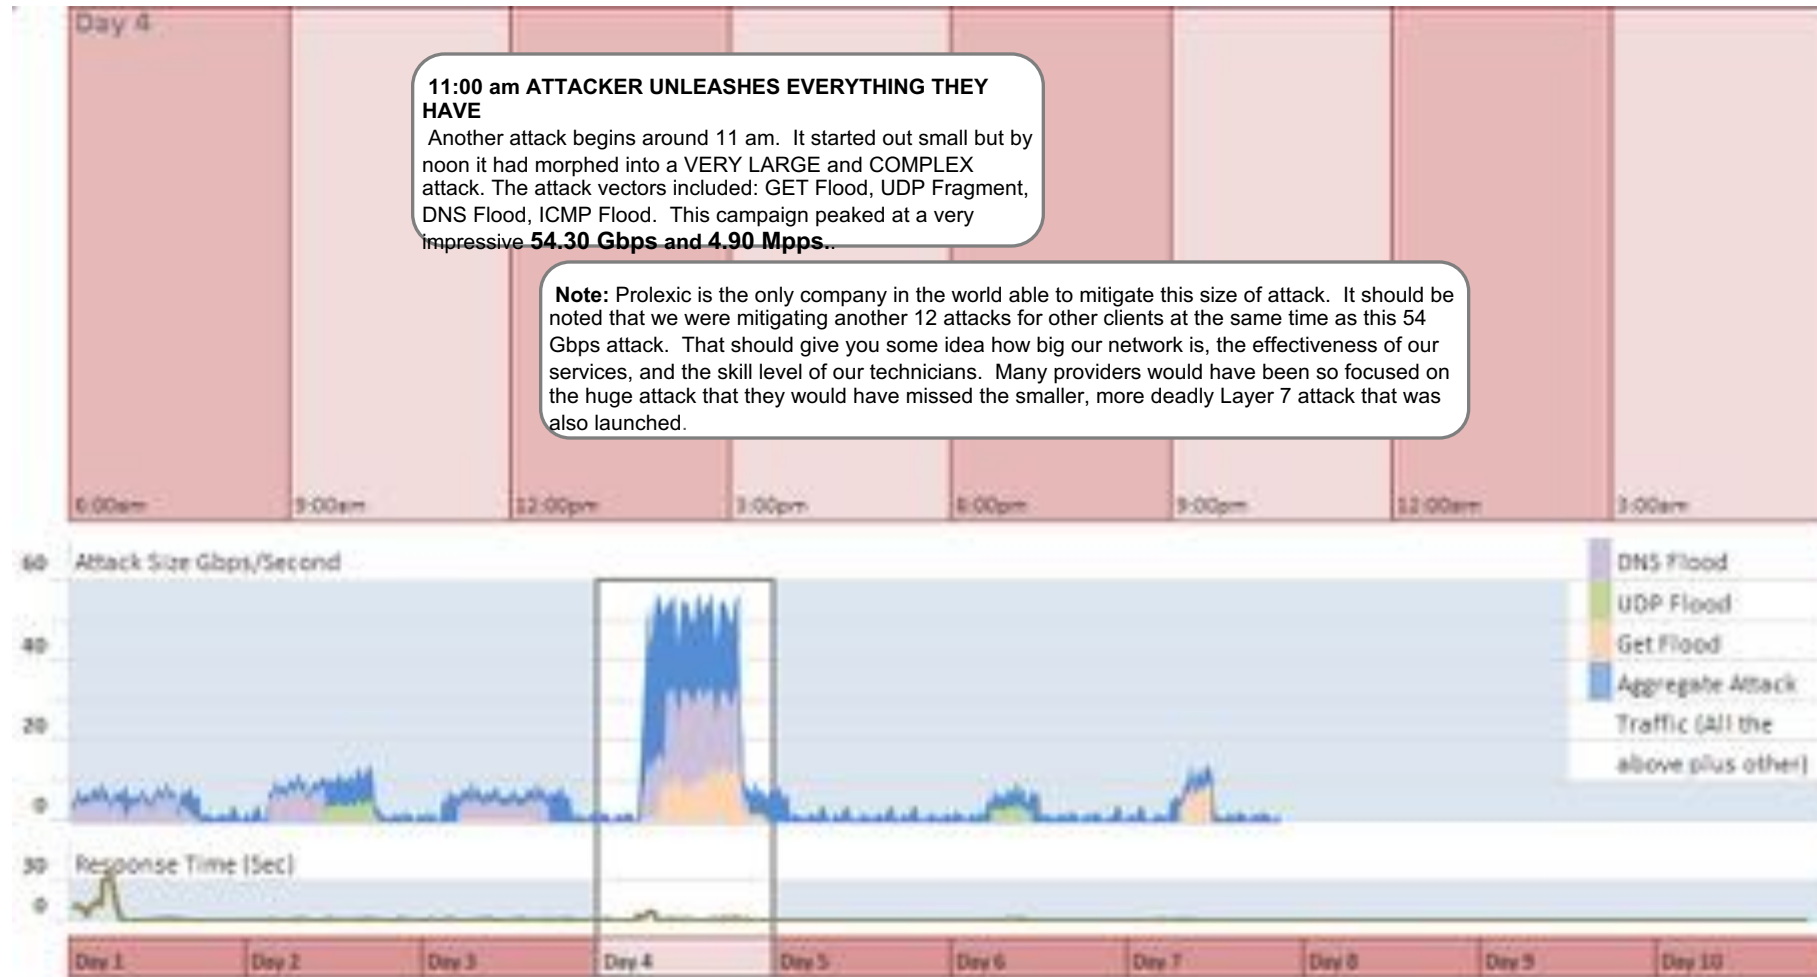 Day 4
11:00 am ATTACKER UNLEASHES EVERYTHING THEY
HAVE
Another attack begins around 11 am. It started out small but by
noon it had morphed into a VERY LARGE and COMPLEX
attack. The attack vectors included: GET Flood, UDP Fragment,
DNS Flood, ICMP Flood. This campaign peaked at a very
impressive 54.30 Gbps and 4.90 Mpps..
Note: Prolexic is the only company in the world able to mitigate this size of attack. It should be
noted that we were mitigating another 12 attacks for other clients at the same time as this 54
Gbps attack. That should give you some idea how big our network is, the effectiveness of our
services, and the skill level of our technicians. Many providers would have been so focused on
the huge attack that they would have missed the smaller, more deadly Layer 7 attack that was
also launched.
6:00am 9:00am 12:00pm 3:00pm 6:00pm 9:00pm 12:00am 3:00am
60 Attack Size Gbps/Second
40
20
0
DNS Flood
UDP Flood
Get Flood
Aggregate Attack
Traffic (All the
above plus other)
30 Response Time (Sec)
0
Day 1 Day 2 Day 3 Day 4 Day 5 Day 6 Day 7 Day 8 Day 9 Day 10